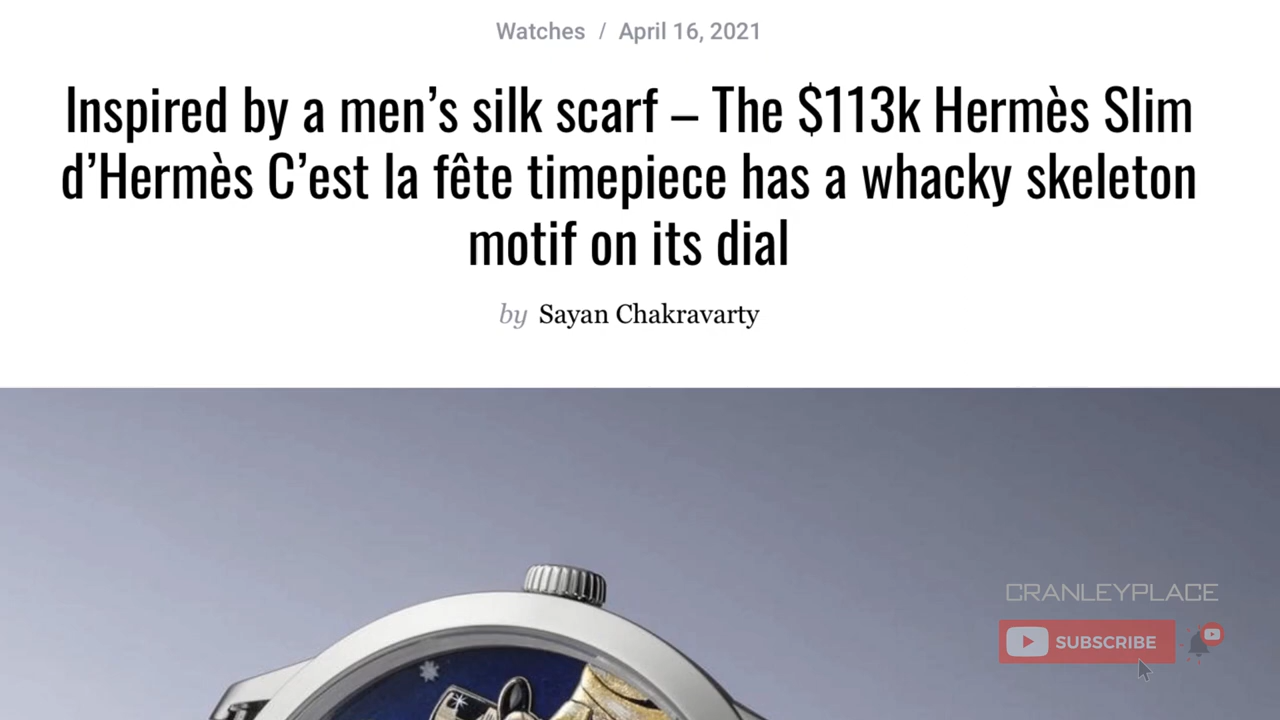 Watches / April 16, 2021
Inspired by a men’s silk scarf – The $113k Hermès Slim
d’Hermès C’est la fête timepiece has a whacky skeleton
motif on its dial
by Sayan Chakravarty
CRANLEYPLACE
SUBSCRIBE